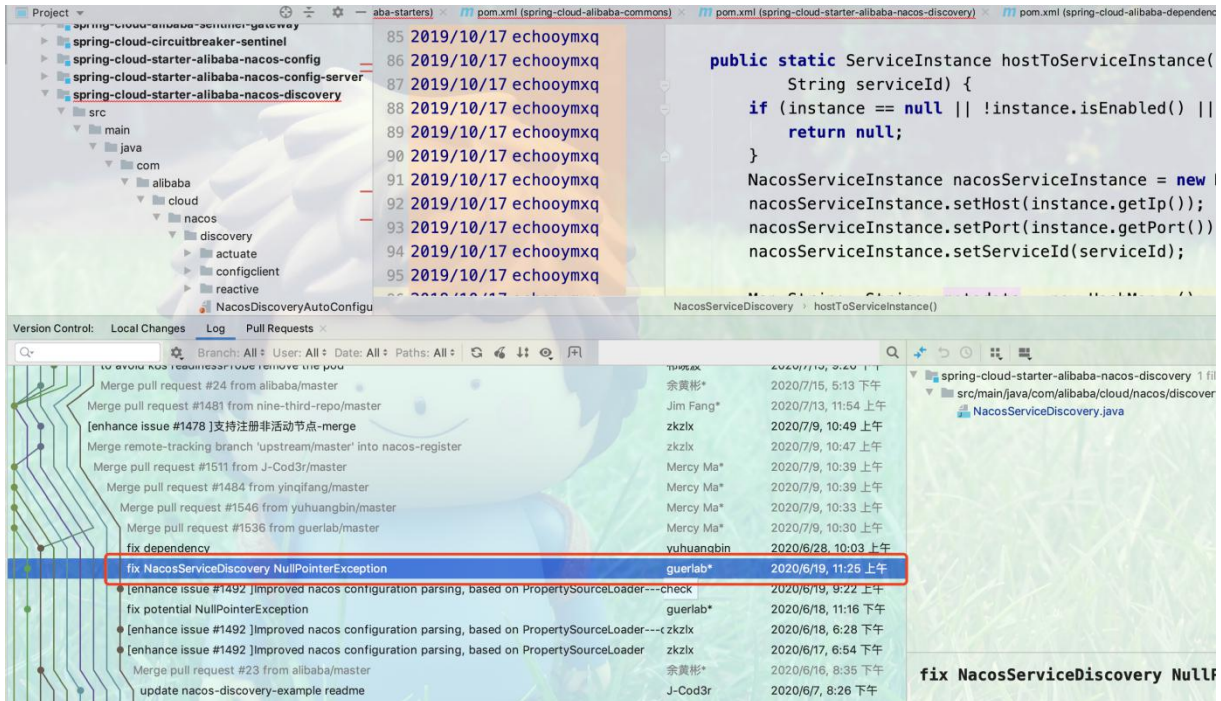 Project
aba-starters)
pom.xml (spring-cloud-alibaba-commons)
pom.xml (spring-cloud-starter-alibaba-nacos-discovery)
pom.xml (spring-cloud-alibaba-dependenc
spring-cloud-alibaba-sentinel-gateway
spring-cloud-circuitbreaker-sentinel
spring-cloud-starter-alibaba-nacos-config
spring-cloud-starter-alibaba-nacos-config-server
spring-cloud-starter-alibaba-nacos-discovery
src
main
java
com
alibaba
cloud
nacos
discovery
actuate
configclient
reactive
NacosDiscoveryAutoConfigu
85 2019/10/17 echooymxq
86 2019/10/17 echooymxq public static ServiceInstance hostToServiceInstance(
87 2019/10/17 echooymxq String serviceId) {
88 2019/10/17 echooymxq if (instance == null || !instance.isEnabled() ||
89 2019/10/17 echooymxq return null;
90 2019/10/17 echooymxq }
91 2019/10/17 echooymxq NacosServiceInstance nacosServiceInstance = new
92 2019/10/17 echooymxq nacosServiceInstance.setHost(instance.getIp());
93 2019/10/17 echooymxq nacosServiceInstance.setPort(instance.getPort())
94 2019/10/17 echooymxq nacosServiceInstance.setServiceId(serviceId);
95 2019/10/17 echooymxq
NacosServiceDiscovery › hostToServiceInstance()
Version Control: Local Changes Log Pull Requests
Branch: All User: All Date: All Paths: All
to avoid k8s readinessProbe remove the pod
Merge pull request #24 from alibaba/master 余黄彬* 2020/7/15, 5:13 下午
Merge pull request #1481 from nine-third-repo/master Jim Fang* 2020/7/13, 11:54 上午
[enhance issue #1478 ]支持注册非活动节点-merge zkzlx 2020/7/9, 10:49 上午
Merge remote-tracking branch 'upstream/master' into nacos-register zkzlx 2020/7/9, 10:47 上午
Merge pull request #1511 from J-Cod3r/master Mercy Ma* 2020/7/9, 10:39 上午
Merge pull request #1484 from yinqifang/master Mercy Ma* 2020/7/9, 10:39 上午
Merge pull request #1546 from yuhuangbin/master Mercy Ma* 2020/7/9, 10:33 上午
Merge pull request #1536 from guerlab/master Mercy Ma* 2020/7/9, 10:30 上午
fix dependency yuhuangbin 2020/6/28, 10:03 上午
fix NacosServiceDiscovery NullPointerException guerlab* 2020/6/19, 11:25 上午
[enhance issue #1492 ]Improved nacos configuration parsing, based on PropertySourceLoader---check 2020/6/19, 9:22 上午
fix potential NullPointerException guerlab* 2020/6/18, 11:16 下午
[enhance issue #1492 ]Improved nacos configuration parsing, based on PropertySourceLoader---c zkzlx 2020/6/18, 6:28 下午
[enhance issue #1492 ]Improved nacos configuration parsing, based on PropertySourceLoader zkzlx 2020/6/17, 6:54 下午
Merge pull request #23 from alibaba/master 余黄彬* 2020/6/16, 8:35 下午
update nacos-discovery-example readme J-Cod3r 2020/6/7, 8:26 下午
spring-cloud-starter-alibaba-nacos-discovery 1 fil
src/main/java/com/alibaba/cloud/nacos/discover
NacosServiceDiscovery.java
fix NacosServiceDiscovery NullP